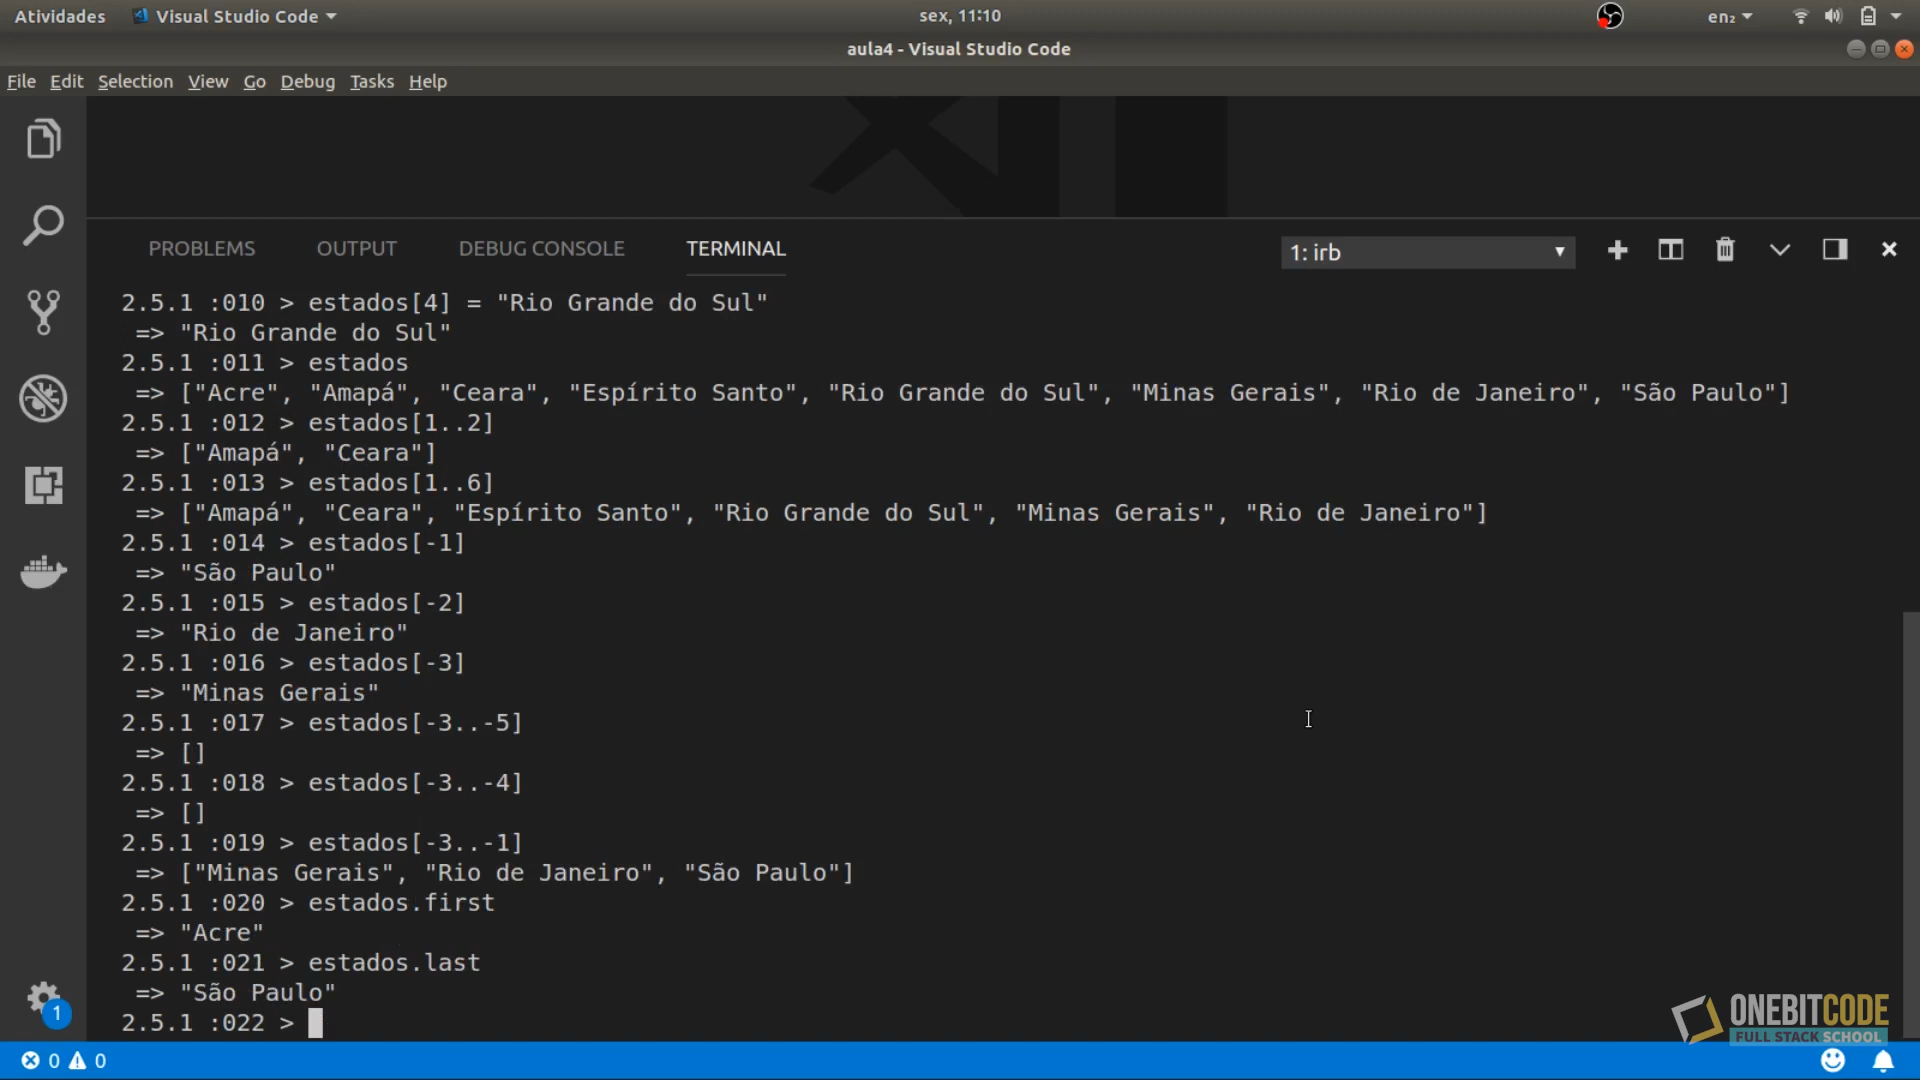 Atividades Visual Studio Code sex, 11:10 en₂
aula4 - Visual Studio Code
File Edit Selection View Go Debug Tasks Help
PROBLEMS OUTPUT DEBUG CONSOLE TERMINAL 1: irb
2.5.1 :010 > estados[4] = "Rio Grande do Sul"
=> "Rio Grande do Sul"
2.5.1 :011 > estados
=> ["Acre", "Amapá", "Ceara", "Espírito Santo", "Rio Grande do Sul", "Minas Gerais", "Rio de Janeiro", "São Paulo"]
2.5.1 :012 > estados[1..2]
=> ["Amapá", "Ceara"]
2.5.1 :013 > estados[1..6]
=> ["Amapá", "Ceara", "Espírito Santo", "Rio Grande do Sul", "Minas Gerais", "Rio de Janeiro"]
2.5.1 :014 > estados[-1]
=> "São Paulo"
2.5.1 :015 > estados[-2]
=> "Rio de Janeiro"
2.5.1 :016 > estados[-3]
=> "Minas Gerais"
2.5.1 :017 > estados[-3..-5]
=> []
2.5.1 :018 > estados[-3..-4]
=> []
2.5.1 :019 > estados[-3..-1]
=> ["Minas Gerais", "Rio de Janeiro", "São Paulo"]
2.5.1 :020 > estados.first
=> "Acre"
2.5.1 :021 > estados.last
=> "São Paulo"
2.5.1 :022 >
1
ONEBITCODE
FULL STACK SCHOOL
0 0